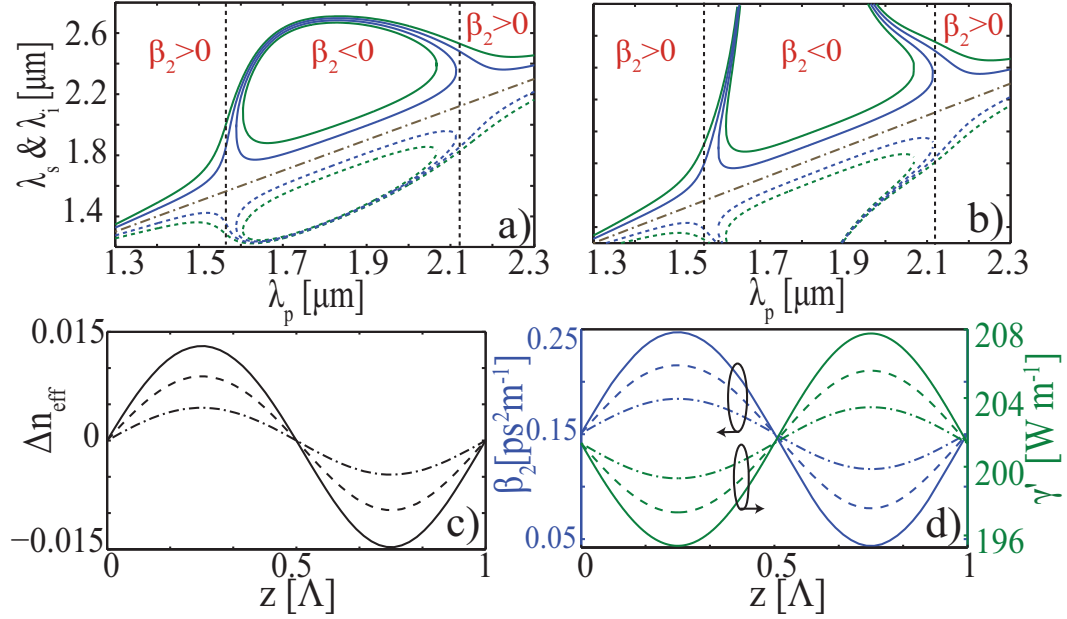 2.6
2.2
1.8
1.4
λs & λi [μm]
β2>0
β2<0
β2>0
a)
1.3 1.5 1.7 1.9 2.1 2.3
λp [μm]
β2>0
β2<0
β2>0
b)
1.3 1.5 1.7 1.9 2.1 2.3
λp [μm]
0.015
0
−0.015
Δneff
c)
0 0.5 1
z [Λ]
0.25
0.15
0.05
β2[ps2m-1]
d)
208
204
200
196
γ' [W m-1]
0 0.5 1
z [Λ]